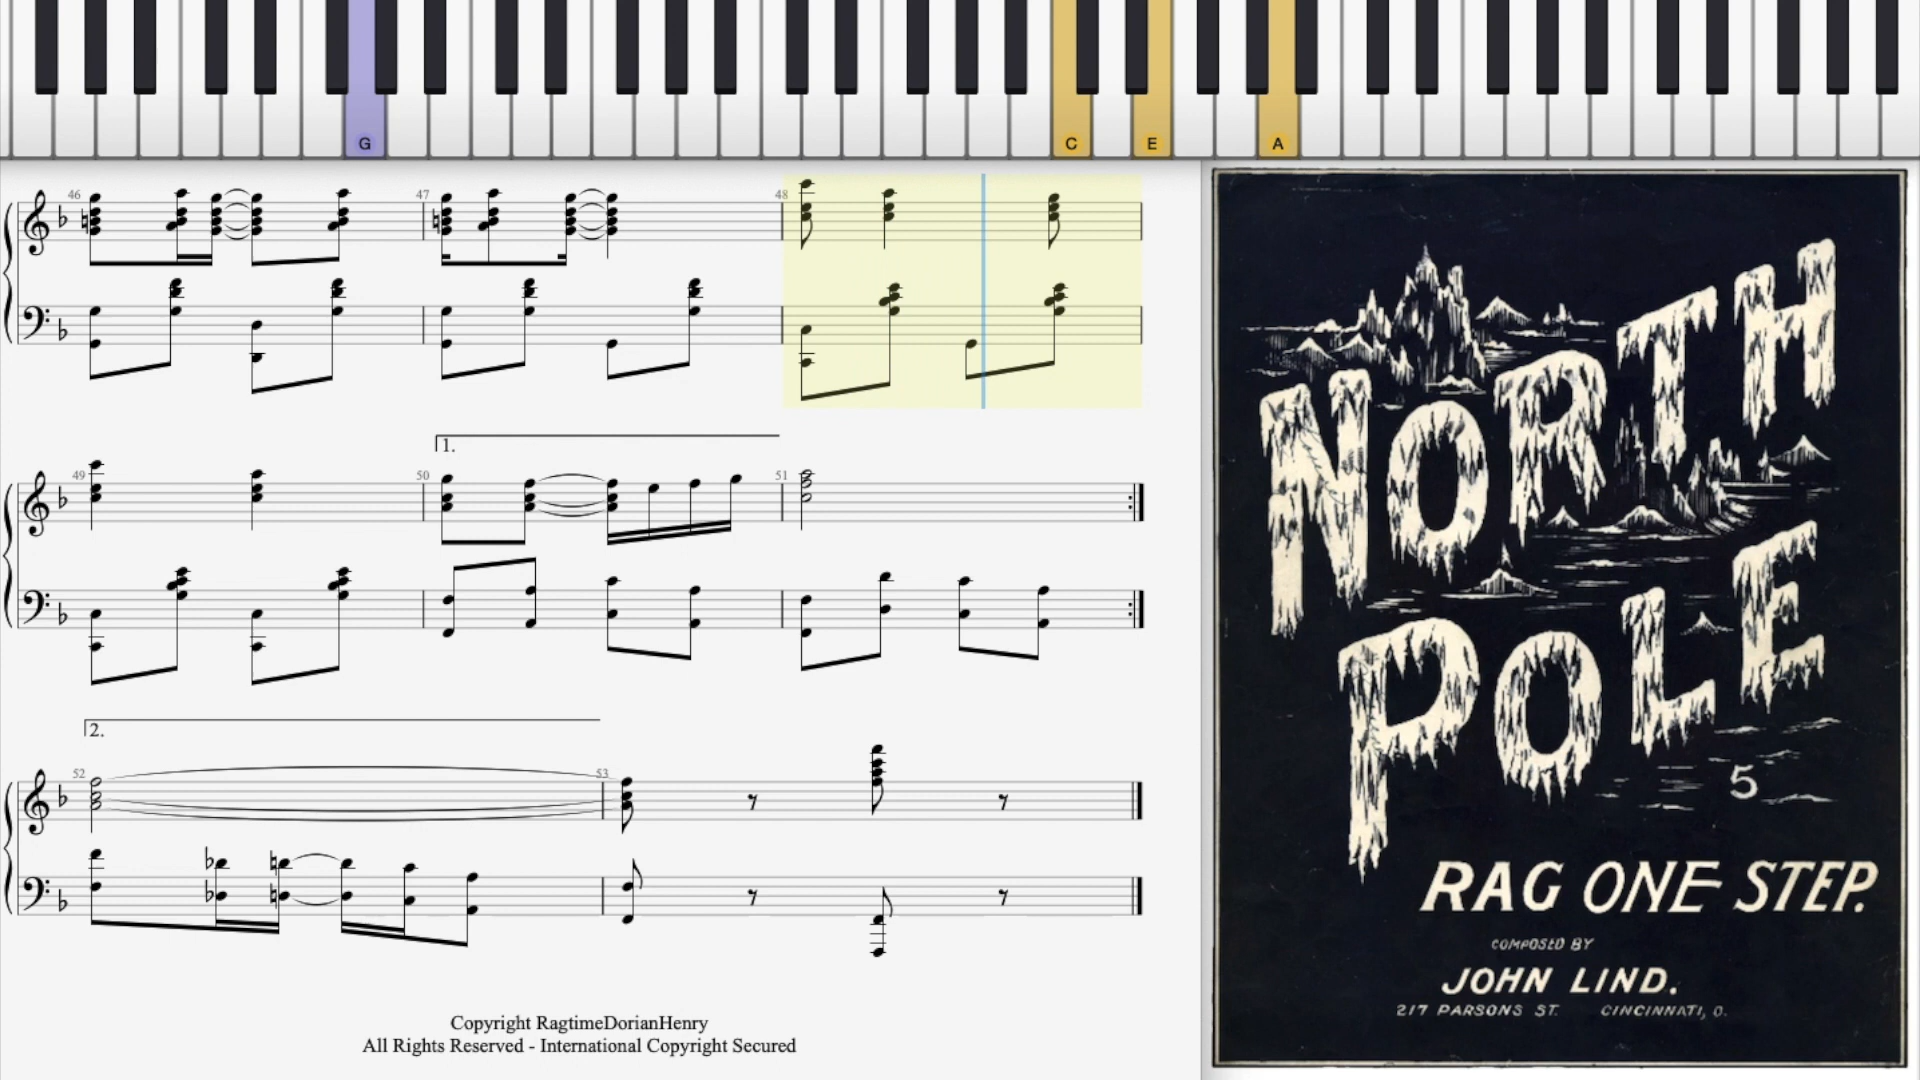 G
C
E
A
46
47
48
49
1.
50
51
2.
52
53
Copyright RagtimeDorianHenry
All Rights Reserved - International Copyright Secured
NORTH
POLE
5
RAG ONE STEP.
COMPOSED BY
JOHN LIND.
217 PARSONS ST. CINCINNATI, O.